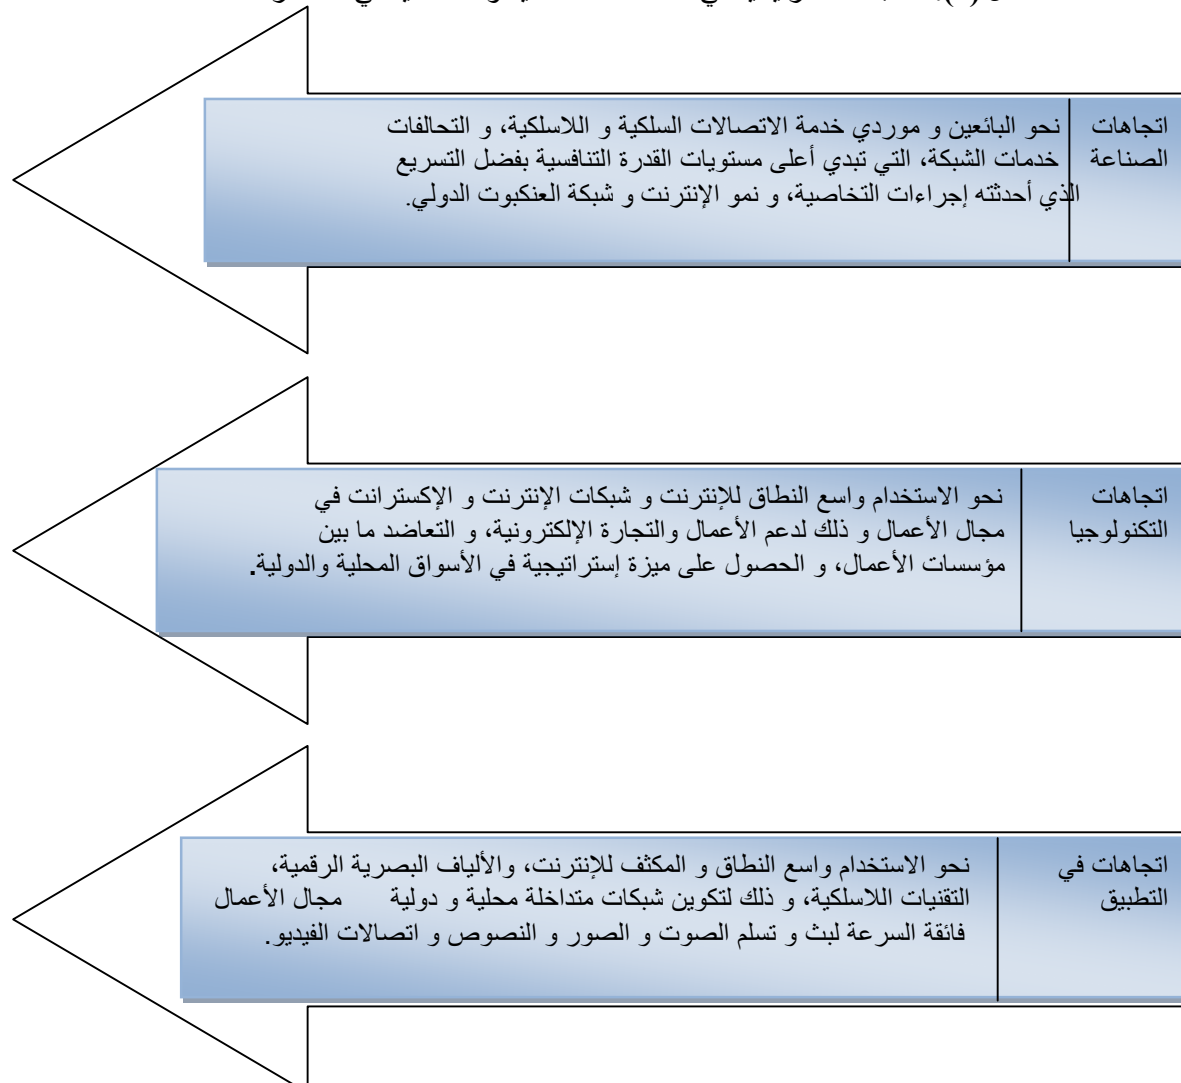 اتجاهات
الصناعة
نحو البائعين و موردي خدمة الاتصالات السلكية و اللاسلكية، و التحالفات
خدمات الشبكة، التي تبدي أعلى مستويات القدرة التنافسية بفضل التسريع
الذي أحدثته إجراءات التخاصية، و نمو الإنترنت و شبكة العنكبوت الدولي.
اتجاهات
التكنولوجيا
نحو الاستخدام واسع النطاق للإنترنت و شبكات الإنترنت و الإكسترانت في
مجال الأعمال و ذلك لدعم الأعمال والتجارة الإلكترونية، و التعاضد ما بين
مؤسسات الأعمال، و الحصول على ميزة إستراتيجية في الأسواق المحلية والدولية.
اتجاهات في
التطبيق
نحو الاستخدام واسع النطاق و المكثف للإنترنت، والألياف البصرية الرقمية،
التقنيات اللاسلكية، و ذلك لتكوين شبكات متداخلة محلية و دولية مجال الأعمال
فائقة السرعة لبث و تسلم الصوت و الصور و النصوص و اتصالات الفيديو.